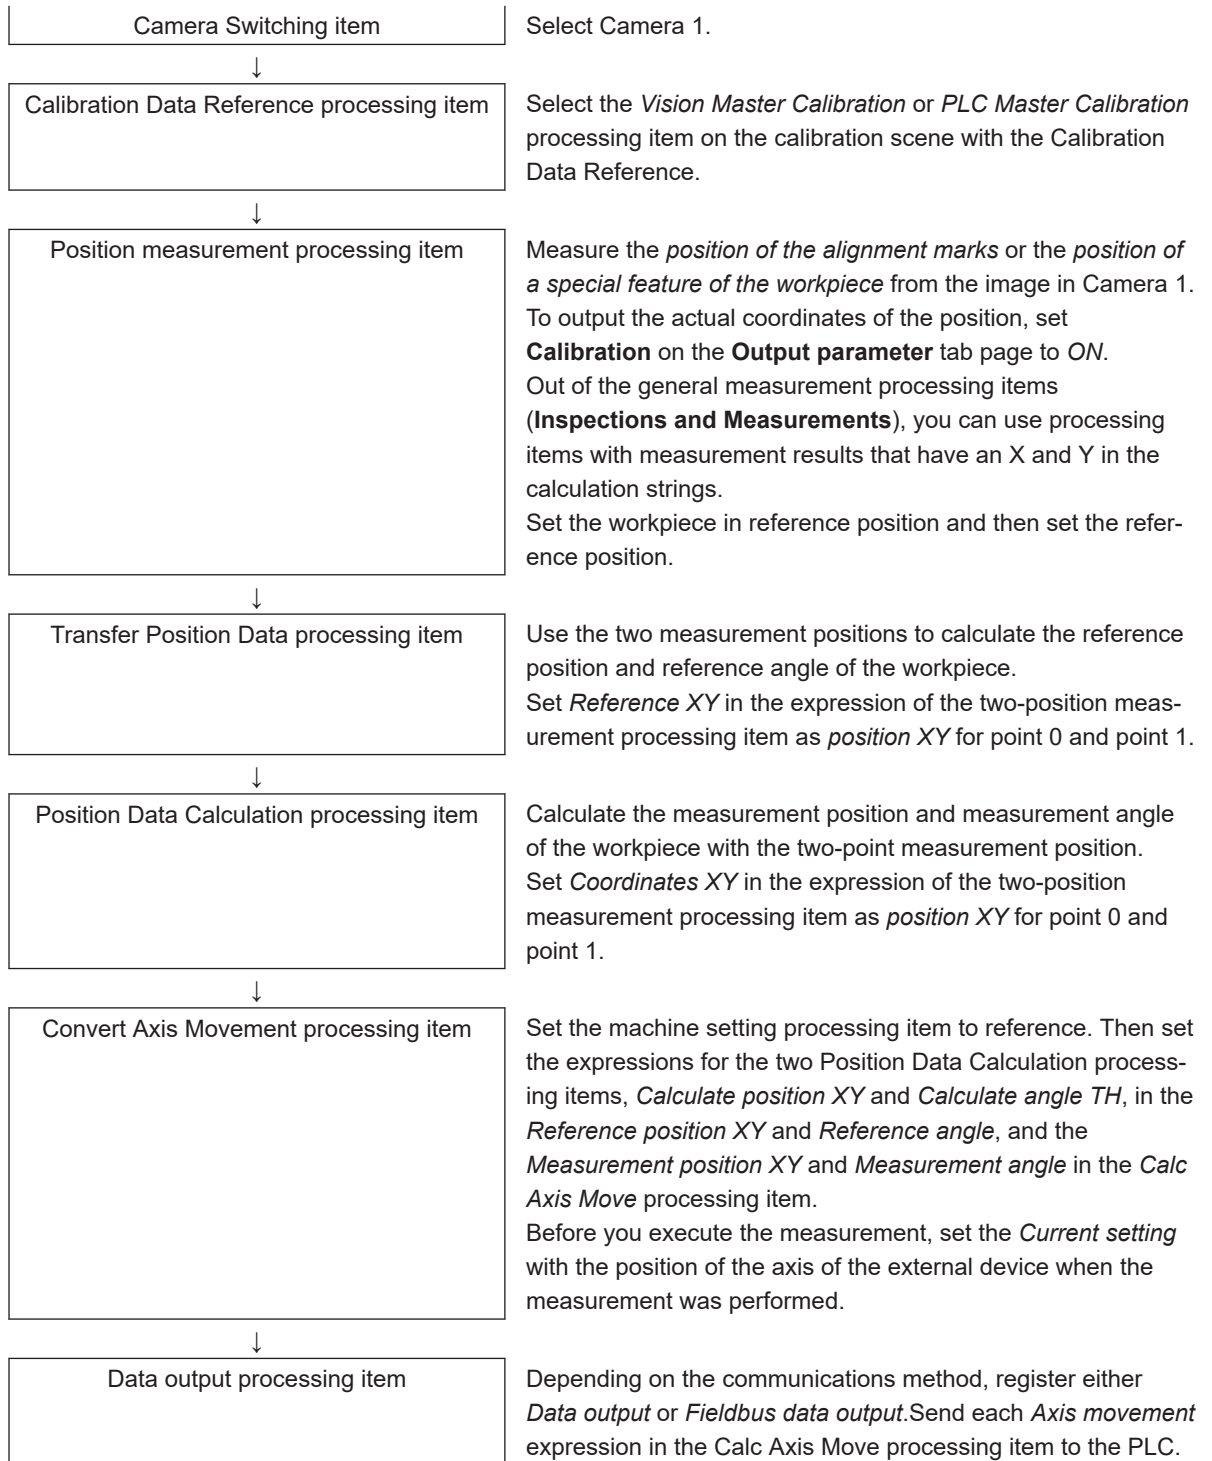 Camera Switching item
Select Camera 1.
↓
Calibration Data Reference processing item
Select the Vision Master Calibration or PLC Master Calibration
processing item on the calibration scene with the Calibration
Data Reference.
↓
Position measurement processing item
Measure the position of the alignment marks or the position of
a special feature of the workpiece from the image in Camera 1.
To output the actual coordinates of the position, set
Calibration on the Output parameter tab page to ON.
Out of the general measurement processing items
(Inspections and Measurements), you can use processing
items with measurement results that have an X and Y in the
calculation strings.
Set the workpiece in reference position and then set the refer-
ence position.
↓
Transfer Position Data processing item
Use the two measurement positions to calculate the reference
position and reference angle of the workpiece.
Set Reference XY in the expression of the two-position meas-
urement processing item as position XY for point 0 and point 1.
↓
Position Data Calculation processing item
Calculate the measurement position and measurement angle
of the workpiece with the two-point measurement position.
Set Coordinates XY in the expression of the two-position
measurement processing item as position XY for point 0 and
point 1.
↓
Convert Axis Movement processing item
Set the machine setting processing item to reference. Then set
the expressions for the two Position Data Calculation process-
ing items, Calculate position XY and Calculate angle TH, in the
Reference position XY and Reference angle, and the
Measurement position XY and Measurement angle in the Calc
Axis Move processing item.
Before you execute the measurement, set the Current setting
with the position of the axis of the external device when the
measurement was performed.
↓
Data output processing item
Depending on the communications method, register either
Data output or Fieldbus data output.Send each Axis movement
expression in the Calc Axis Move processing item to the PLC.